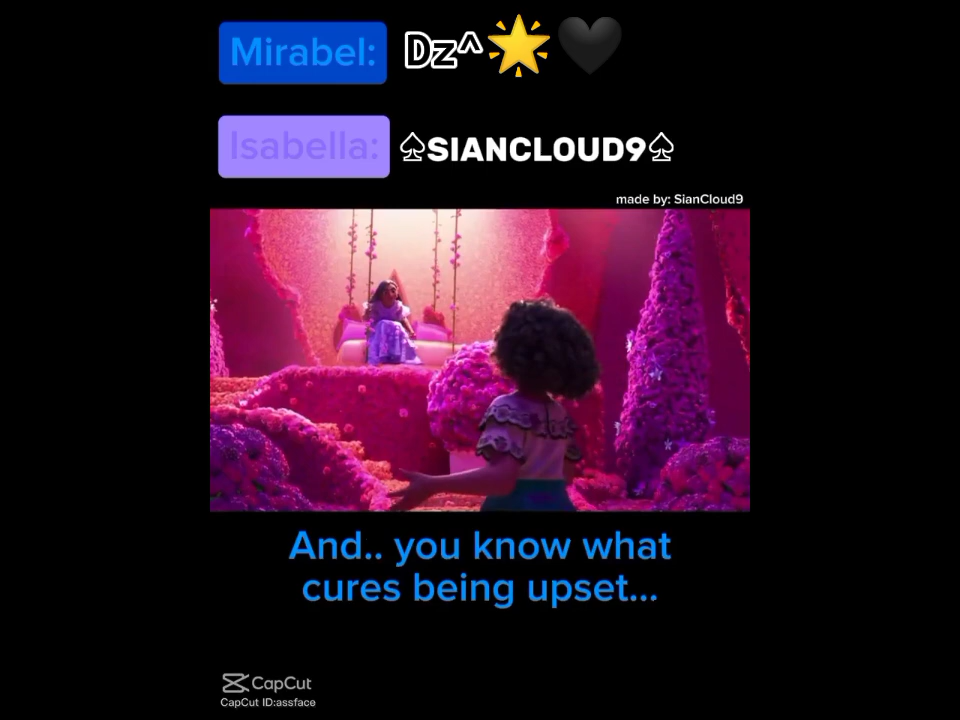 Mirabel: Dz^🌟🖤
Isabella: ♤SIANCLOUD9♤
made by: SianCloud9
And.. you know what
cures being upset...
CapCut
CapCut ID:assface